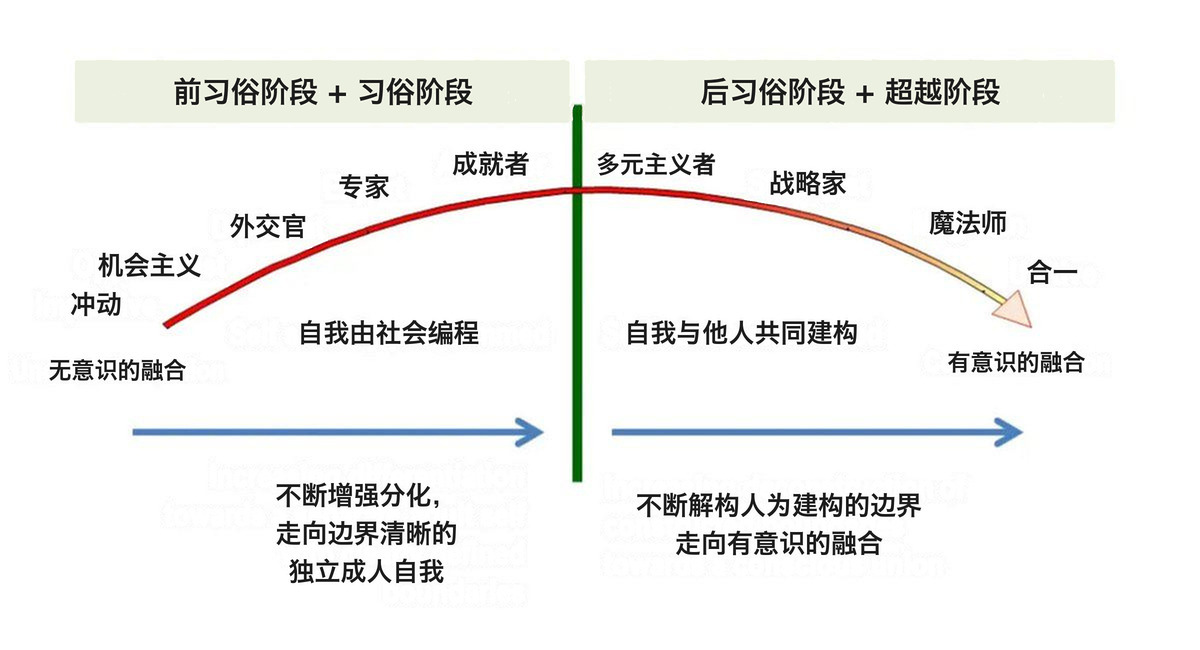 前习俗阶段 + 习俗阶段
后习俗阶段 + 超越阶段
成就者
多元主义者
专家
战略家
外交官
魔法师
机会主义
合一
冲动
自我由社会编程
自我与他人共同建构
无意识的融合
有意识的融合
不断增强分化，
走向边界清晰的
独立成人自我
不断解构人为建构的边界
走向有意识的融合